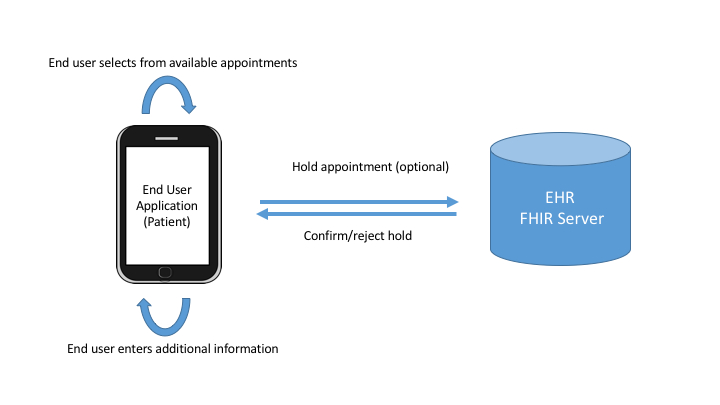 End user selects from available appointments
End User
Application
(Patient)
Hold appointment (optional)
Confirm/reject hold
EHR
FHIR Server
End user enters additional information